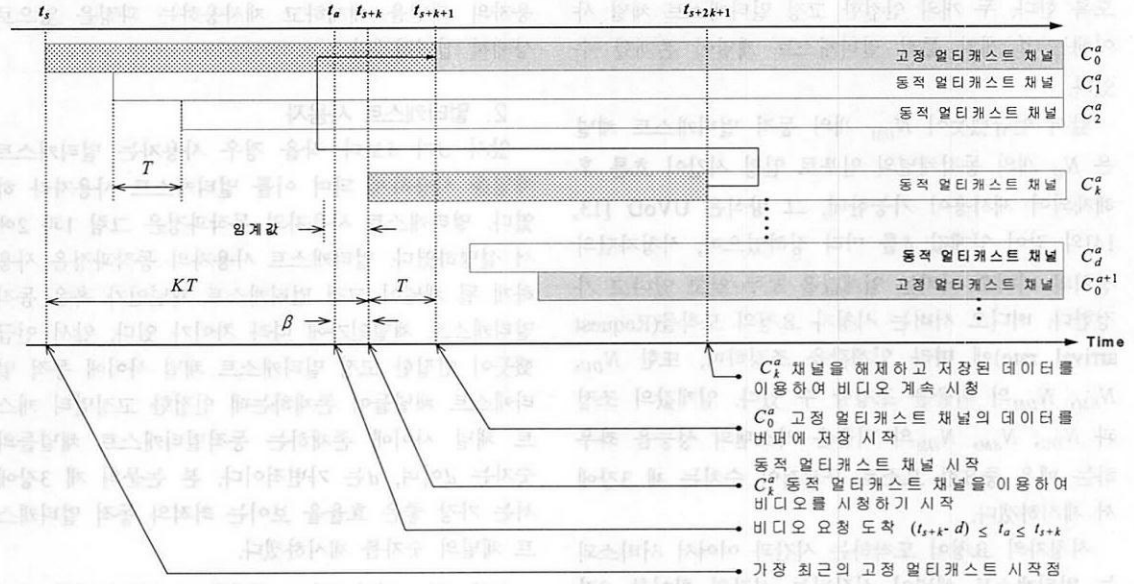 t_s t_a t_{s+k} t_{s+k+1} t_{s+2k+1}
고정 멀티캐스트 채널 C_0^a
동적 멀티캐스트 채널 C_1^a
동적 멀티캐스트 채널 C_2^a
T
동적 멀티캐스트 채널 C_k^a
임계값
동적 멀티캐스트 채널 C_d^a
KT T
고정 멀티캐스트 채널 C_0^{a+1}
β
Time
C_k^a 채널을 해제하고 저장된 데이터를
이용하여 비디오 계속 시청
C_0^a 고정 멀티캐스트 채널의 데이터를
버퍼에 저장 시작
동적 멀티캐스트 채널 시작
C_k^a 동적 멀티캐스트 채널을 이용하여
비디오를 시청하기 시작
비디오 요청 도착 (t_{s+k} - d) ≤ t_a ≤ t_{s+k}
가장 최근의 고정 멀티캐스트 시작점